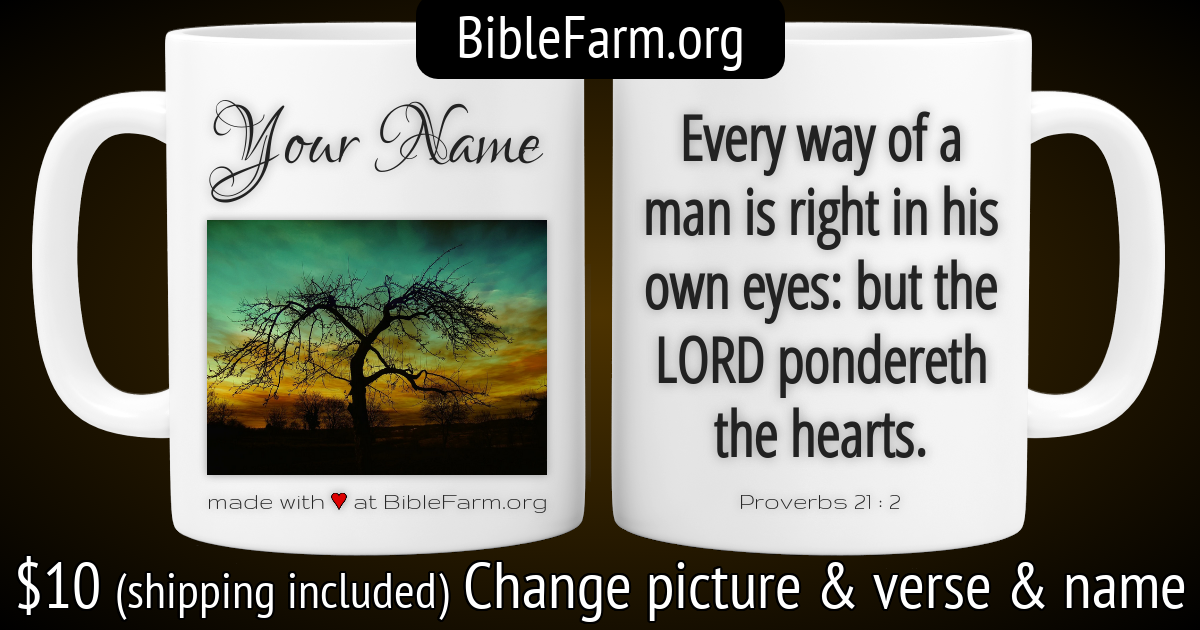 BibleFarm.org
Your Name
made with ♥ at BibleFarm.org
Every way of a
man is right in his
own eyes: but the
LORD pondereth
the hearts.
Proverbs 21 : 2
$10 (shipping included) Change picture & verse & name